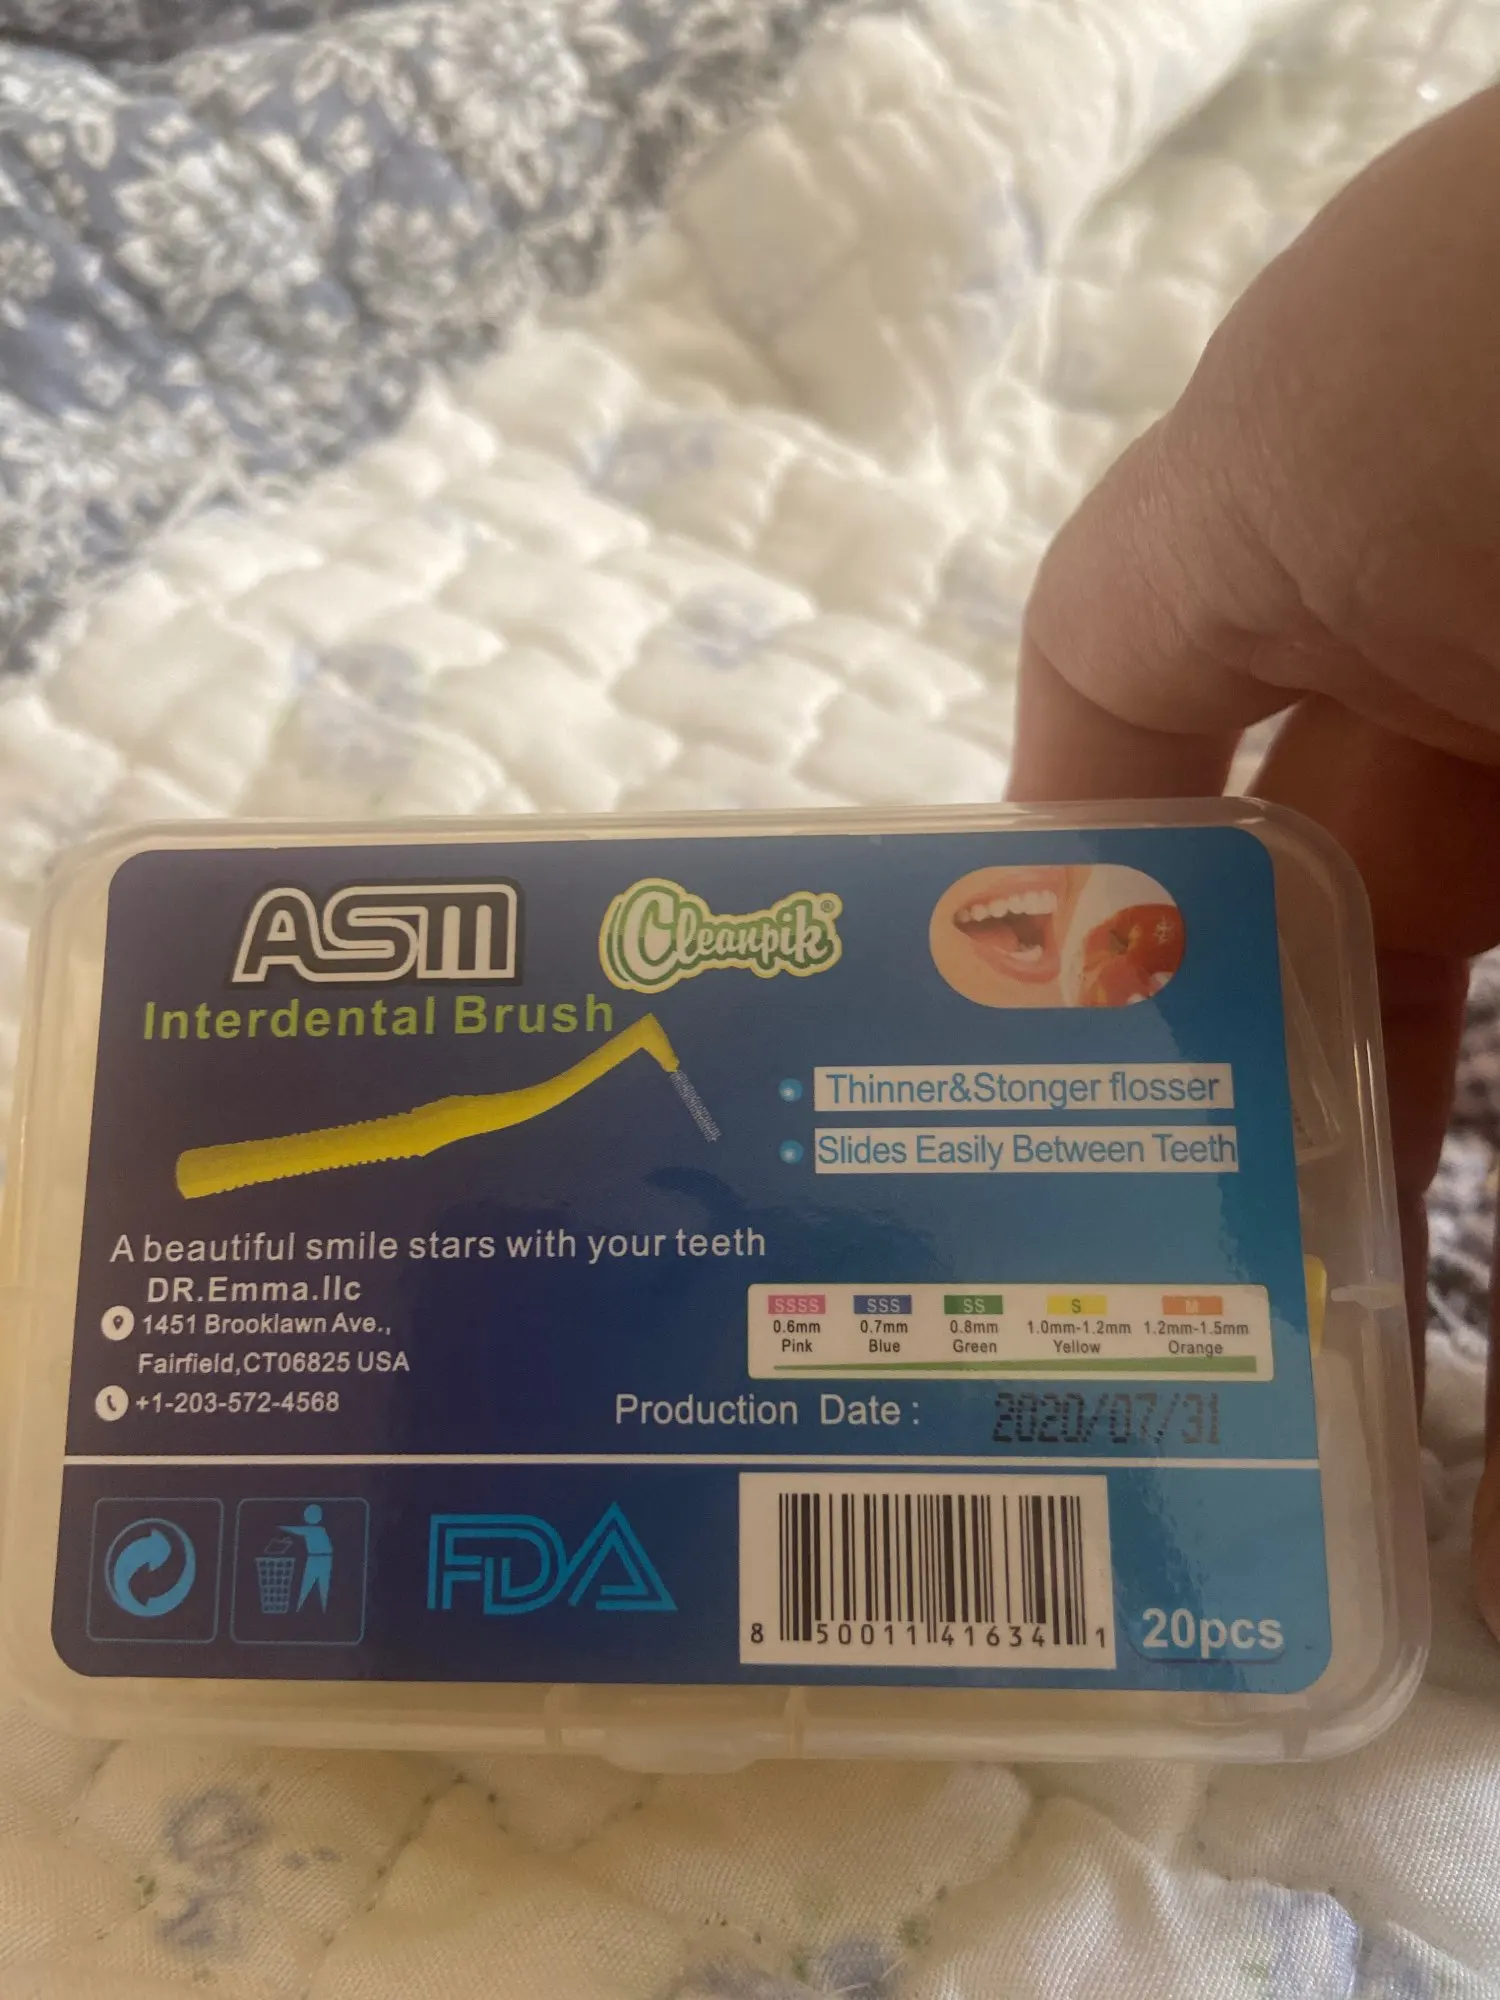 ASM
Cleanpik®
Interdental Brush
Thinner&Stonger flosser
Slides Easily Between Teeth
A beautiful smile stars with your teeth
DR.Emma.llc
1451 Brooklawn Ave.,
Fairfield,CT06825 USA
+1-203-572-4568
SSSS SSS SS S M
0.6mm 0.7mm 0.8mm 1.0mm-1.2mm 1.2mm-1.5mm
Pink Blue Green Yellow Orange
Production Date : 2020/07/31
FDA
8 50011 41634 1
20pcs